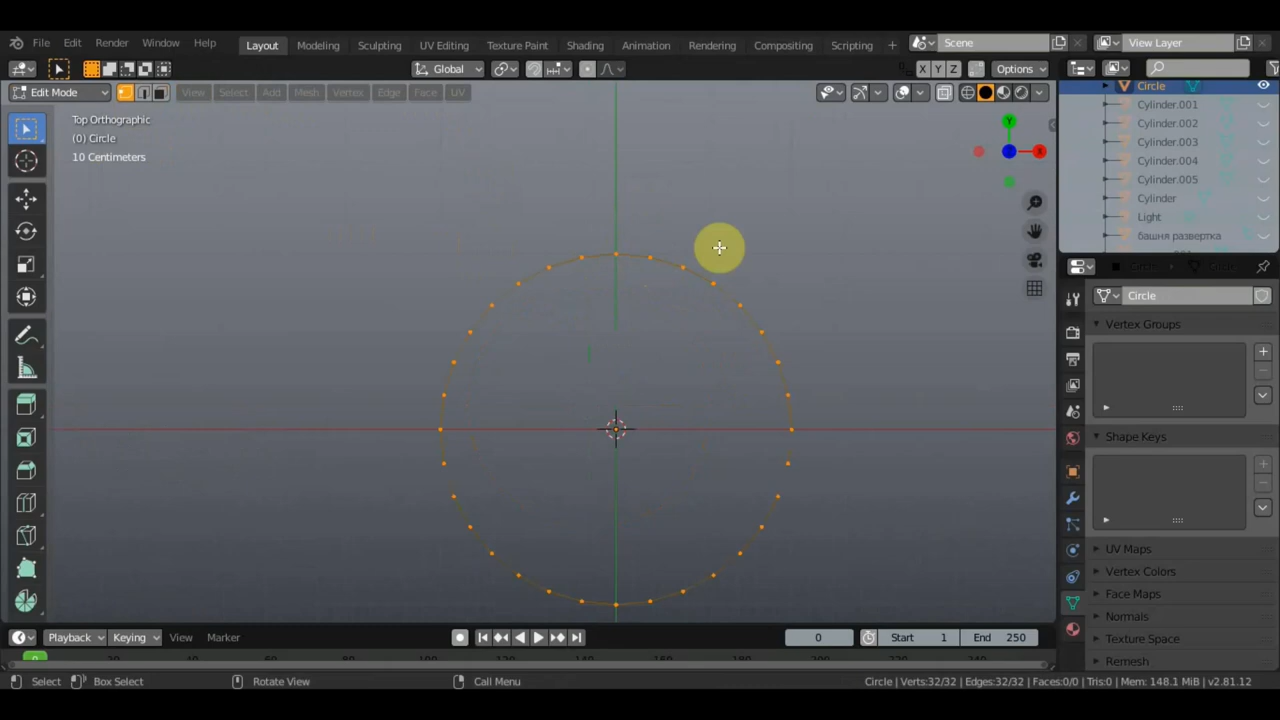 File Edit Render Window Help Layout Modeling Sculpting UV Editing Texture Paint Shading Animation Rendering Compositing Scripting + Scene View Layer
Global X Y Z Options
Edit Mode View Select Add Mesh Vertex Edge Face UV
Top Orthographic
(0) Circle
10 Centimeters
Y
X
Circle
Cylinder.001
Cylinder.002
Cylinder.003
Cylinder.004
Cylinder.005
Cylinder
Light
башня развертка
Circle
Vertex Groups
Shape Keys
UV Maps
Vertex Colors
Face Maps
Normals
Texture Space
Remesh
Playback Keying View Marker 0 Start 1 End 250
0
Select Box Select Rotate View Call Menu Circle | Verts:32/32 | Edges:32/32 | Faces:0/0 | Tris:0 | Mem: 148.1 MiB | v2.81.12